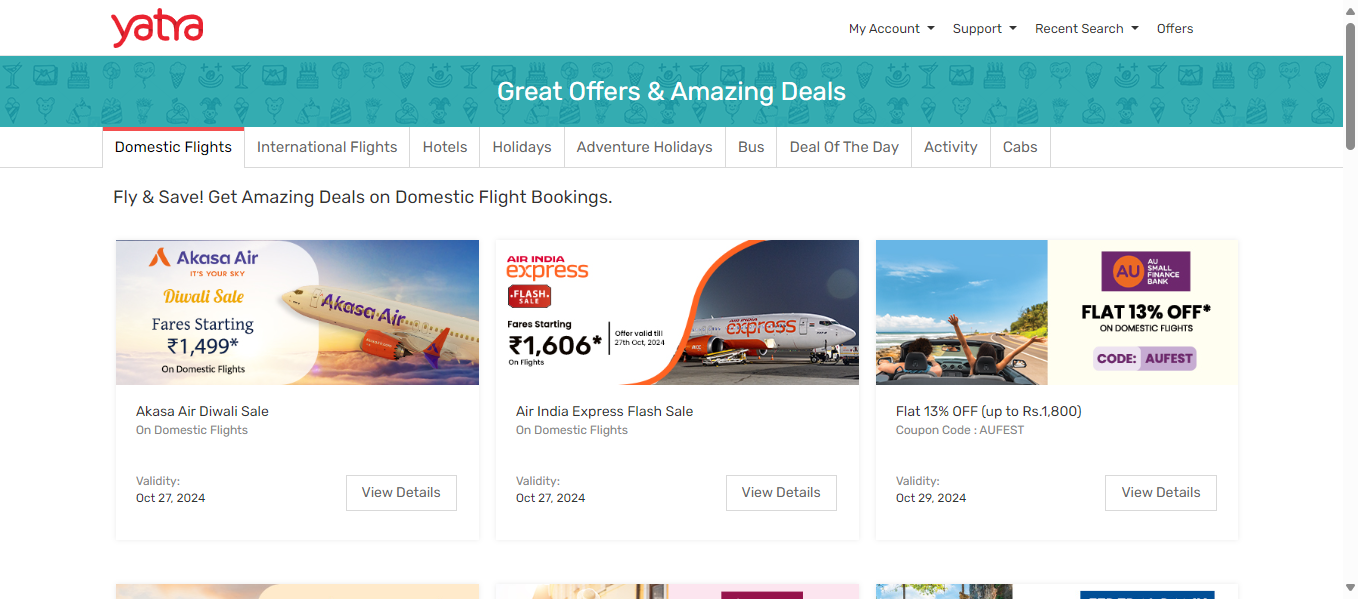 yatra
My Account
Support
Recent Search
Offers
Great Offers & Amazing Deals
Domestic Flights
International Flights
Hotels
Holidays
Adventure Holidays
Bus
Deal Of The Day
Activity
Cabs
Fly & Save! Get Amazing Deals on Domestic Flight Bookings.
Akasa Air
IT'S YOUR SKY
Diwali Sale
Fares Starting
₹1,499*
On Domestic Flights
Akasa Air
Akasa Air Diwali Sale
On Domestic Flights
Validity:
Oct 27, 2024
View Details
AIR INDIA
express
FLASH
SALE
Fares Starting
₹1,606*
On Flights
Offer valid till!
27th Oct, 2024
AIR INDIA
express
Air India Express Flash Sale
On Domestic Flights
Validity:
Oct 27, 2024
View Details
AU
AU
SMALL
FINANCE
BANK
FLAT 13% OFF*
ON DOMESTIC FLIGHTS
CODE: AUFEST
Flat 13% OFF (up to Rs.1,800)
Coupon Code : AUFEST
Validity:
Oct 29, 2024
View Details